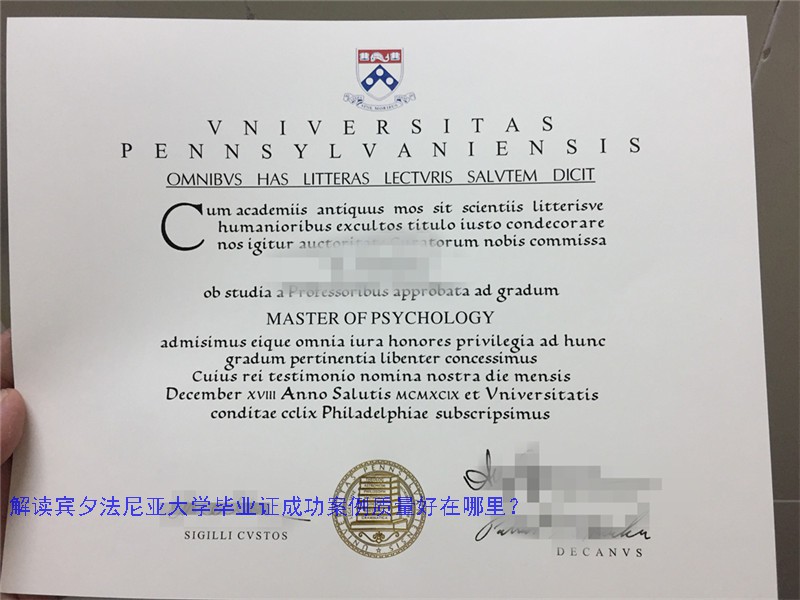 VNIVERSITAS
PENNSYLVANIENSIS
OMNIBVS HAS LITTERAS LECTVRIS SALVTEM DICIT
Cum academiis antiquus mos sit scientiis litterisve
humanioribus excultos titulo iusto condecorare
nos igitur auctoritate Curatorum nobis commissa
ob studia a Professoribus approbata ad gradum
MASTER OF PSYCHOLOGY
admisimus eique omnia iura honores privilegia ad hunc
gradum pertinentia libenter concessimus
Cuius rei testimonio nomina nostra die mensis
December XVIII Anno Salutis MCMXCIX et Vniversitatis
conditae cclix Philadelphiae subscripsimus
解读宾夕法尼亚大学毕业证成功案例质量好在哪里？
SIGILLI CVSTOS
DECANVS